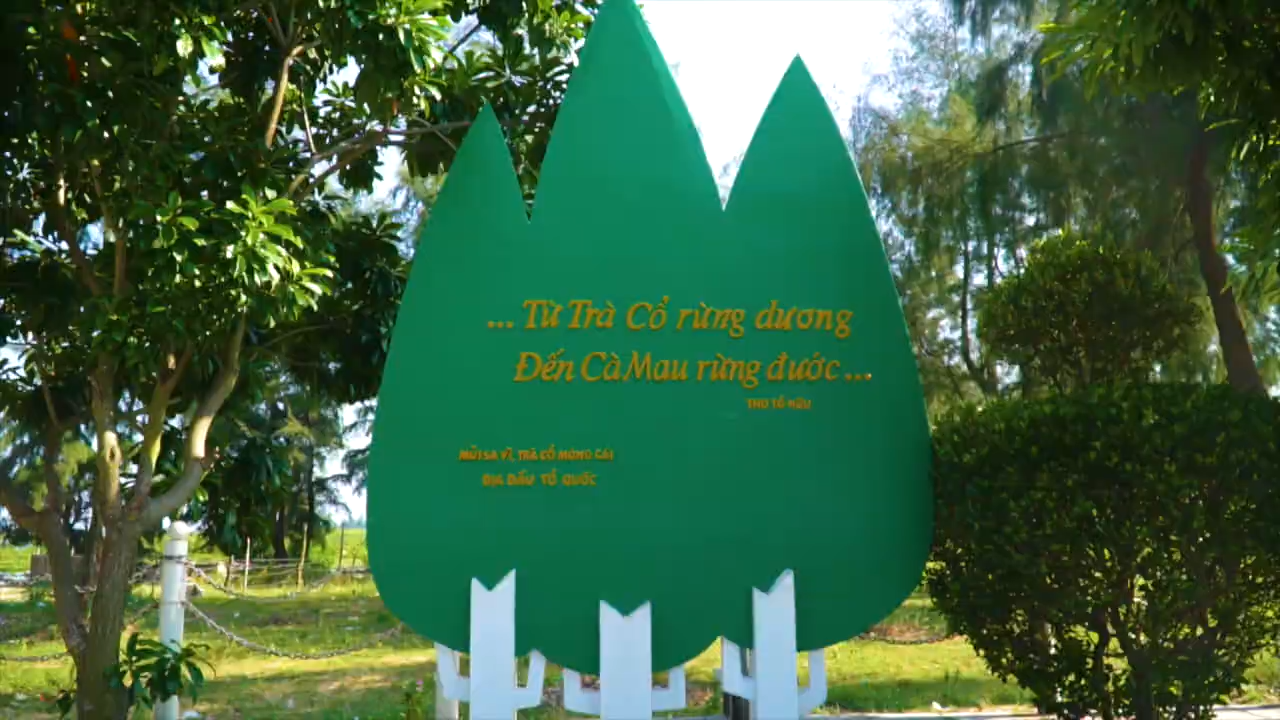 ... Từ Trà Cổ rừng dương
Đến Cà Mau rừng đước ...
THƠ TỐ HỮU
MŨI SA VĨ, TRÀ CỔ MÓNG CÁI
ĐỊA ĐẦU TỔ QUỐC